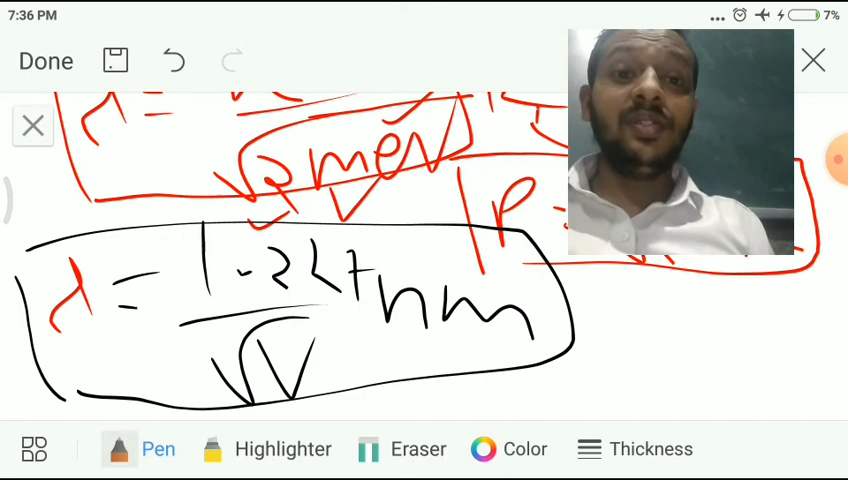 7:36 PM
7%
Done
λ =
√2meV
P =
λ = 1.227/√V nm
Pen Highlighter Eraser Color Thickness